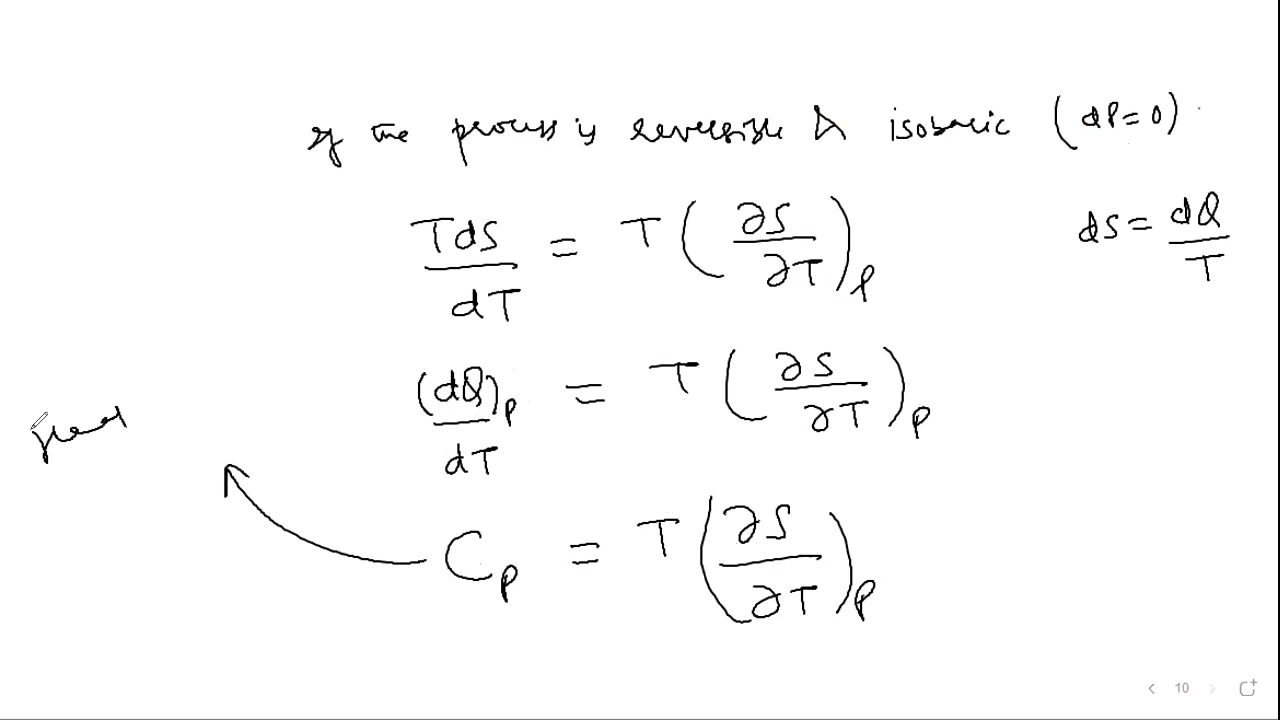 If the process is reversible & isobaric (dP=0)
TdS/dT = T(∂S/∂T)_P
dS = dQ/T
(dQ)_P/dT = T(∂S/∂T)_P
C_P = T(∂S/∂T)_P
10